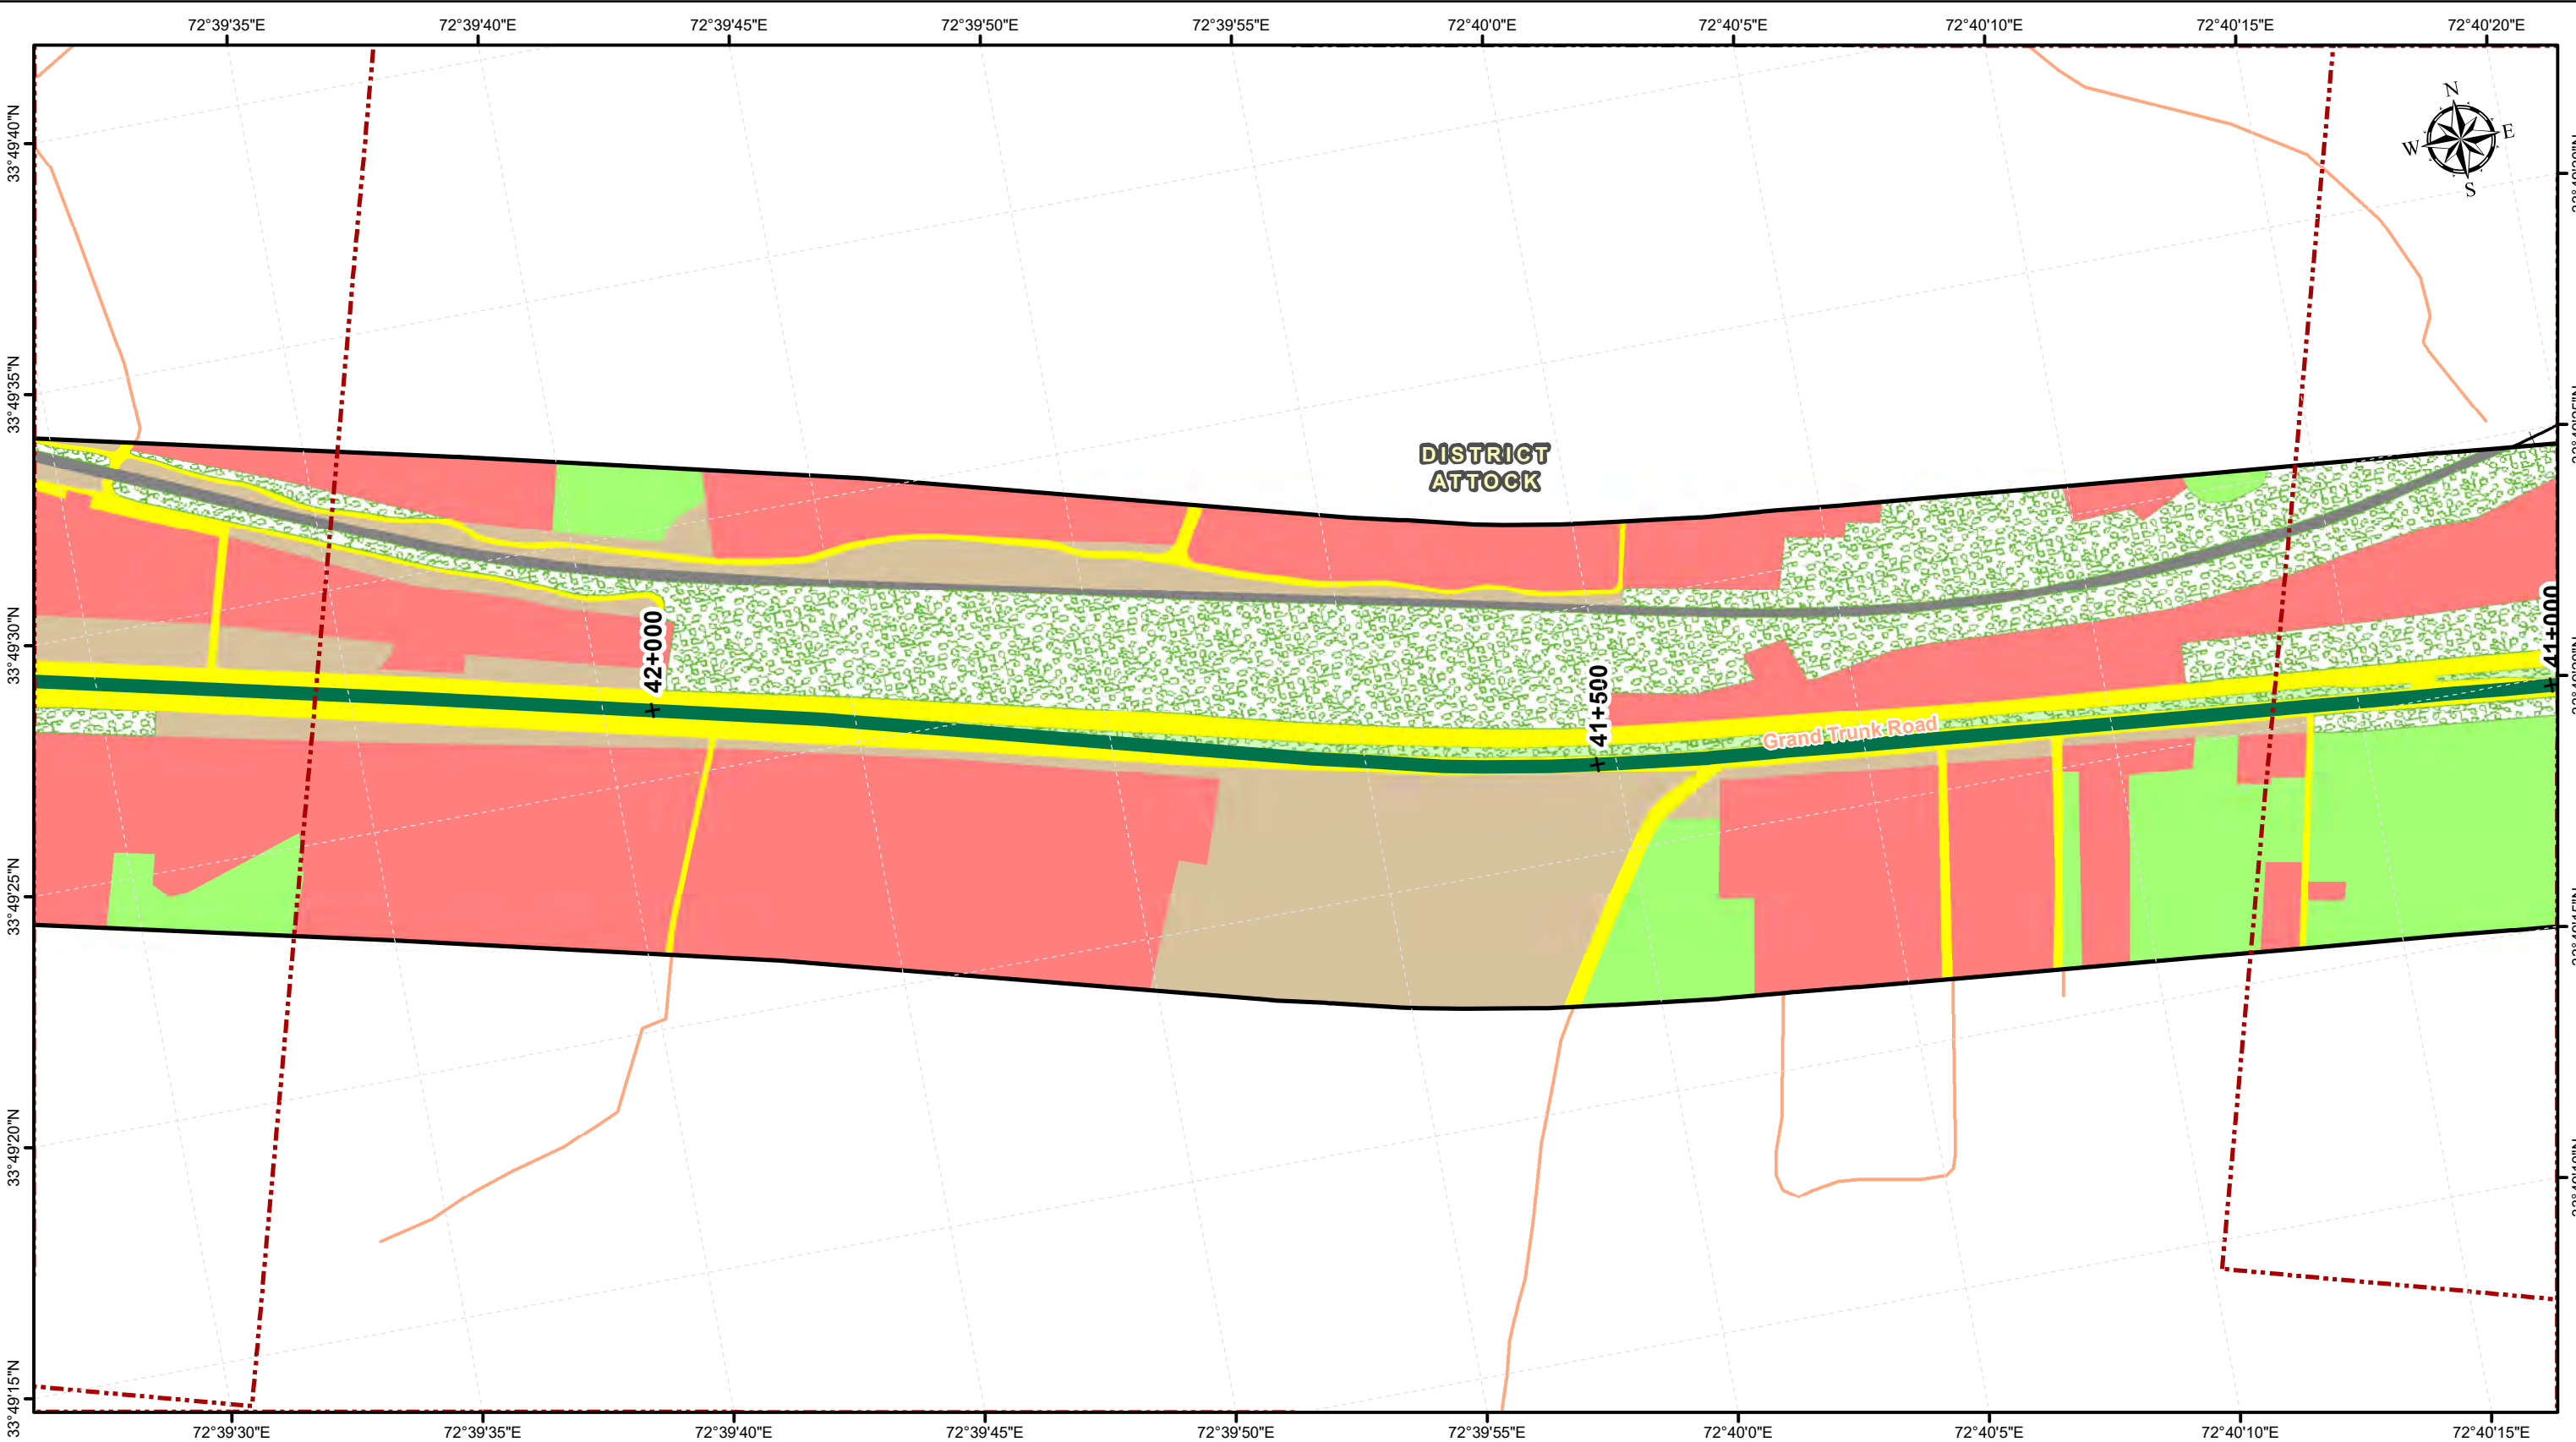 72°39'35"E
72°39'40"E
72°39'45"E
72°39'50"E
72°39'55"E
72°40'0"E
72°40'5"E
72°40'10"E
72°40'15"E
72°40'20"E
N
E
W
S
33°49'40"N
33°49'35"N
33°49'30"N
33°49'25"N
33°49'20"N
33°49'15"N
DISTRICT
ATTOCK
42+000
41+500
41+000
Grand Trunk Road
72°39'30"E
72°39'35"E
72°39'40"E
72°39'45"E
72°39'50"E
72°39'55"E
72°40'0"E
72°40'5"E
72°40'10"E
72°40'15"E